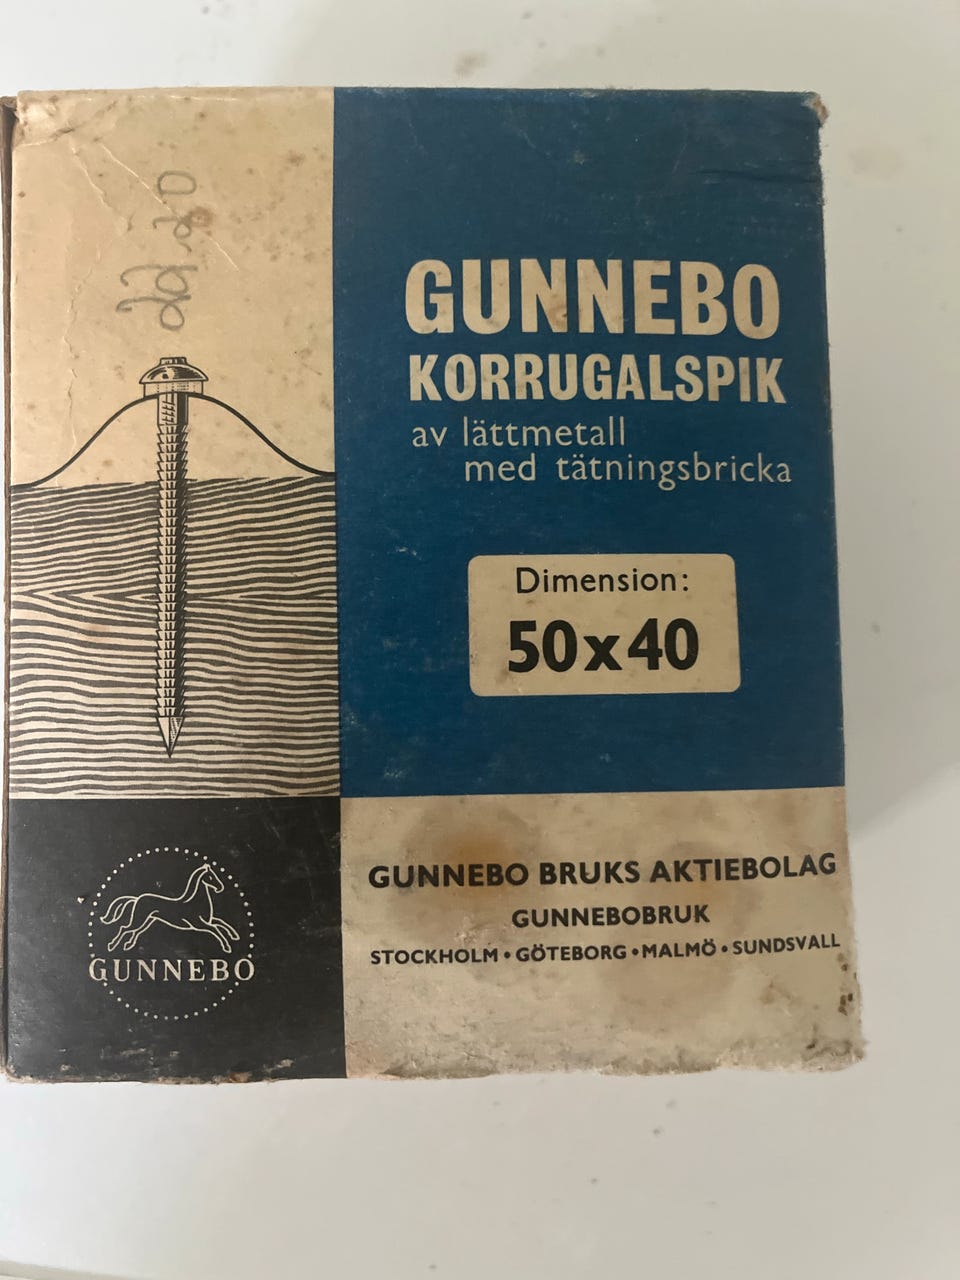 GUNNEBO
KORRUGALSPIK
av lättmetall
med tätningsbricka
Dimension:
50x40
GUNNEBO
GUNNEBO BRUKS AKTIEBOLAG
GUNNEBOBRUK
STOCKHOLM • GÖTEBORG • MALMÖ • SUNDSVALL